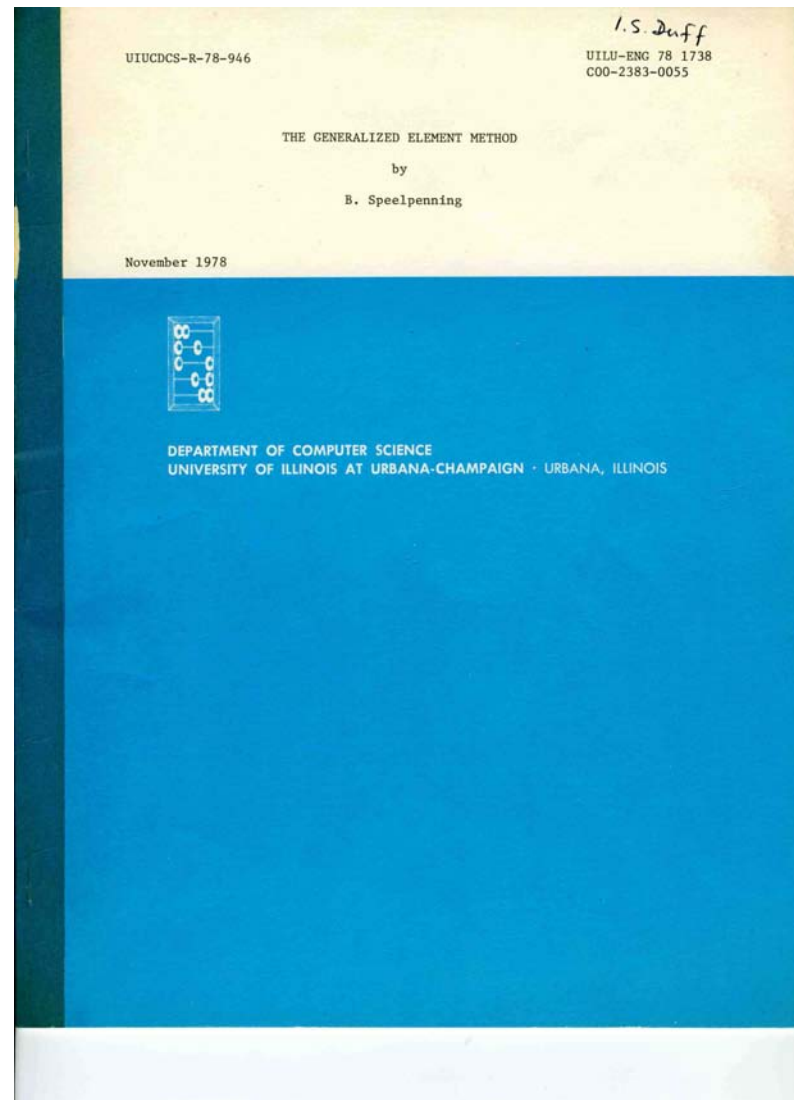 I.S. Duff
UIUCDCS-R-78-946
UILU-ENG 78 1738
COO-2383-0055
THE GENERALIZED ELEMENT METHOD
by
B. Speelpenning
November 1978
DEPARTMENT OF COMPUTER SCIENCE
UNIVERSITY OF ILLINOIS AT URBANA-CHAMPAIGN · URBANA, ILLINOIS